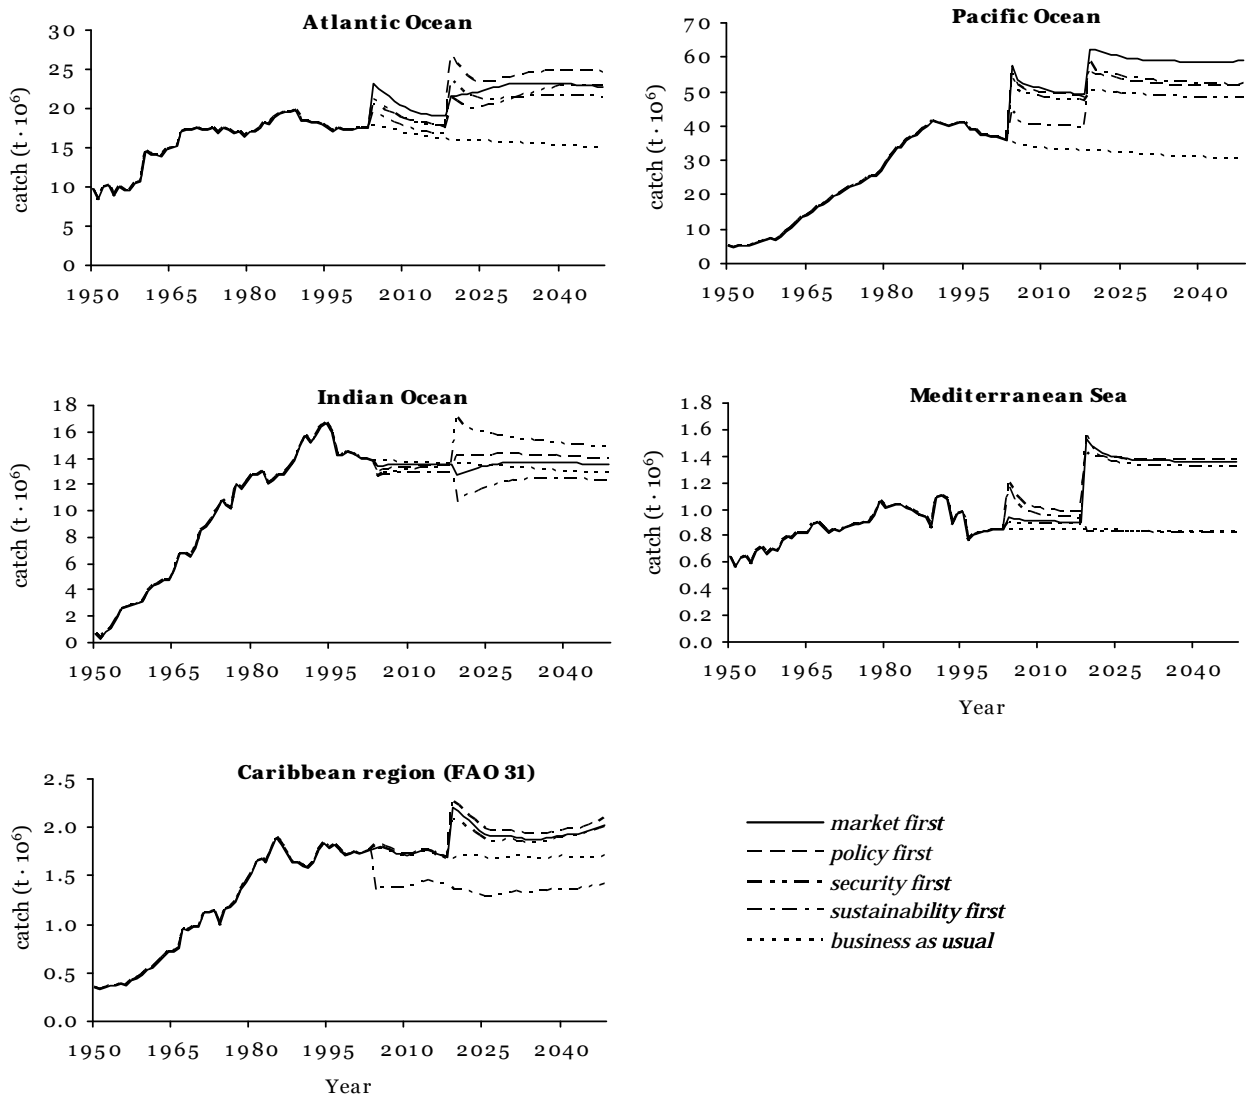 Atlantic Ocean
30
25
20
15
10
5
0
catch (t · 10⁶)
1950 1965 1980 1995 2010 2025 2040
Pacific Ocean
70
60
50
40
30
20
10
0
catch (t · 10⁶)
1950 1965 1980 1995 2010 2025 2040
Indian Ocean
18
16
14
12
10
8
6
4
2
0
catch (t · 10⁶)
1950 1965 1980 1995 2010 2025 2040
Mediterranean Sea
1.8
1.6
1.4
1.2
1.0
0.8
0.6
0.4
0.2
0.0
catch (t · 10⁶)
1950 1965 1980 1995 2010 2025 2040
Year
Caribbean region (FAO 31)
2.5
2.0
1.5
1.0
0.5
0.0
catch (t · 10⁶)
1950 1965 1980 1995 2010 2025 2040
Year
market first
policy first
security first
sustainability first
business as usual